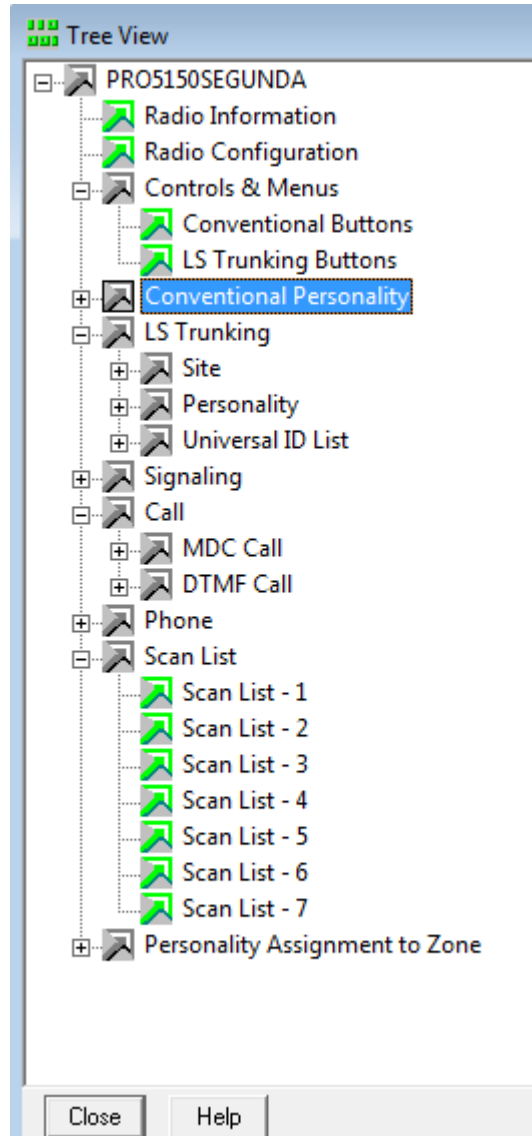 Tree View
PRO5150SEGUNDA
Radio Information
Radio Configuration
Controls & Menus
Conventional Buttons
LS Trunking Buttons
Conventional Personality
LS Trunking
Site
Personality
Universal ID List
Signaling
Call
MDC Call
DTMF Call
Phone
Scan List
Scan List - 1
Scan List - 2
Scan List - 3
Scan List - 4
Scan List - 5
Scan List - 6
Scan List - 7
Personality Assignment to Zone
Close Help